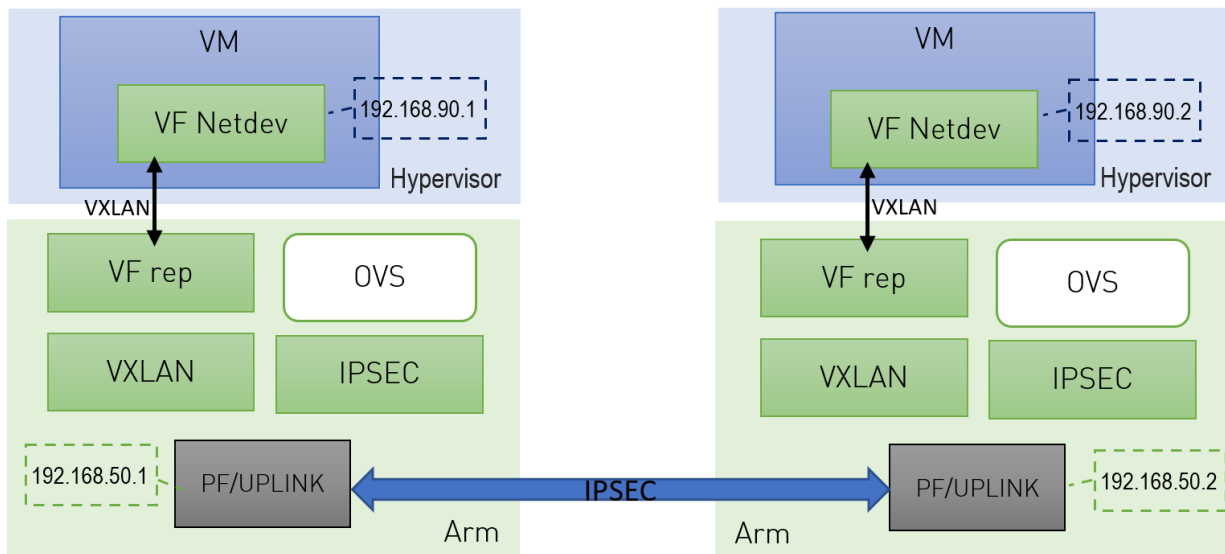 VM
VF Netdev
192.168.90.1
Hypervisor
VXLAN
VF rep
OVS
VXLAN
IPSEC
192.168.50.1
PF/UPLINK
Arm
IPSEC
VM
VF Netdev
192.168.90.2
Hypervisor
VXLAN
VF rep
OVS
VXLAN
IPSEC
PF/UPLINK
192.168.50.2
Arm